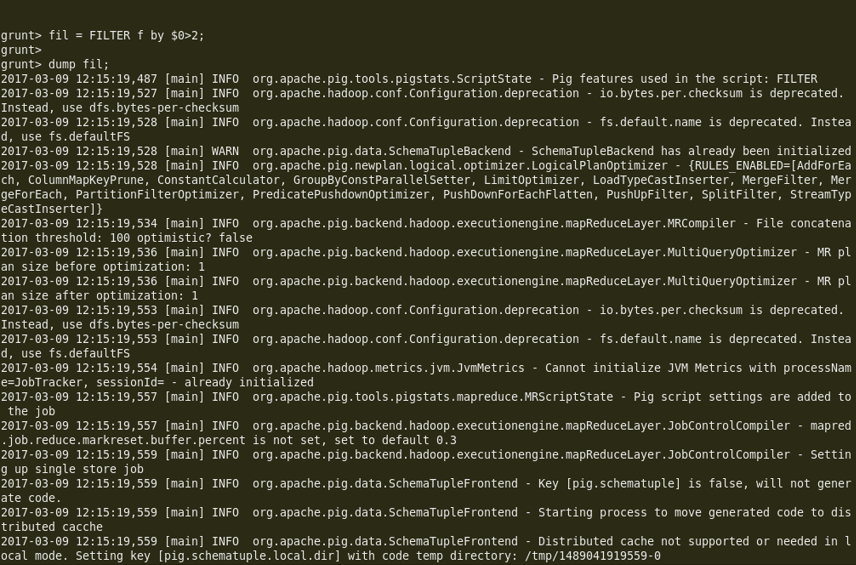 grunt> fil = FILTER f by $0>2;
grunt>
grunt> dump fil;
2017-03-09 12:15:19,487 [main] INFO  org.apache.pig.tools.pigstats.ScriptState - Pig features used in the script: FILTER
2017-03-09 12:15:19,527 [main] INFO  org.apache.hadoop.conf.Configuration.deprecation - io.bytes.per.checksum is deprecated.
Instead, use dfs.bytes-per-checksum
2017-03-09 12:15:19,528 [main] INFO  org.apache.hadoop.conf.Configuration.deprecation - fs.default.name is deprecated. Instea
d, use fs.defaultFS
2017-03-09 12:15:19,528 [main] WARN  org.apache.pig.data.SchemaTupleBackend - SchemaTupleBackend has already been initialized
2017-03-09 12:15:19,528 [main] INFO  org.apache.pig.newplan.logical.optimizer.LogicalPlanOptimizer - {RULES_ENABLED=[AddForEa
ch, ColumnMapKeyPrune, ConstantCalculator, GroupByConstParallelSetter, LimitOptimizer, LoadTypeCastInserter, MergeFilter, Mer
geForEach, PartitionFilterOptimizer, PredicatePushdownOptimizer, PushDownForEachFlatten, PushUpFilter, SplitFilter, StreamTyp
eCastInserter]}
2017-03-09 12:15:19,534 [main] INFO  org.apache.pig.backend.hadoop.executionengine.mapReduceLayer.MRCompiler - File concatena
tion threshold: 100 optimistic? false
2017-03-09 12:15:19,536 [main] INFO  org.apache.pig.backend.hadoop.executionengine.mapReduceLayer.MultiQueryOptimizer - MR pl
an size before optimization: 1
2017-03-09 12:15:19,536 [main] INFO  org.apache.pig.backend.hadoop.executionengine.mapReduceLayer.MultiQueryOptimizer - MR pl
an size after optimization: 1
2017-03-09 12:15:19,553 [main] INFO  org.apache.hadoop.conf.Configuration.deprecation - io.bytes.per.checksum is deprecated.
Instead, use dfs.bytes-per-checksum
2017-03-09 12:15:19,553 [main] INFO  org.apache.hadoop.conf.Configuration.deprecation - fs.default.name is deprecated. Instea
d, use fs.defaultFS
2017-03-09 12:15:19,554 [main] INFO  org.apache.hadoop.metrics.jvm.JvmMetrics - Cannot initialize JVM Metrics with processNam
e=JobTracker, sessionId= - already initialized
2017-03-09 12:15:19,557 [main] INFO  org.apache.pig.tools.pigstats.mapreduce.MRScriptState - Pig script settings are added to
 the job
2017-03-09 12:15:19,557 [main] INFO  org.apache.pig.backend.hadoop.executionengine.mapReduceLayer.JobControlCompiler - mapred
.job.reduce.markreset.buffer.percent is not set, set to default 0.3
2017-03-09 12:15:19,559 [main] INFO  org.apache.pig.backend.hadoop.executionengine.mapReduceLayer.JobControlCompiler - Settin
g up single store job
2017-03-09 12:15:19,559 [main] INFO  org.apache.pig.data.SchemaTupleFrontend - Key [pig.schematuple] is false, will not gener
ate code.
2017-03-09 12:15:19,559 [main] INFO  org.apache.pig.data.SchemaTupleFrontend - Starting process to move generated code to dis
tributed cacche
2017-03-09 12:15:19,559 [main] INFO  org.apache.pig.data.SchemaTupleFrontend - Distributed cache not supported or needed in l
ocal mode. Setting key [pig.schematuple.local.dir] with code temp directory: /tmp/1489041919559-0